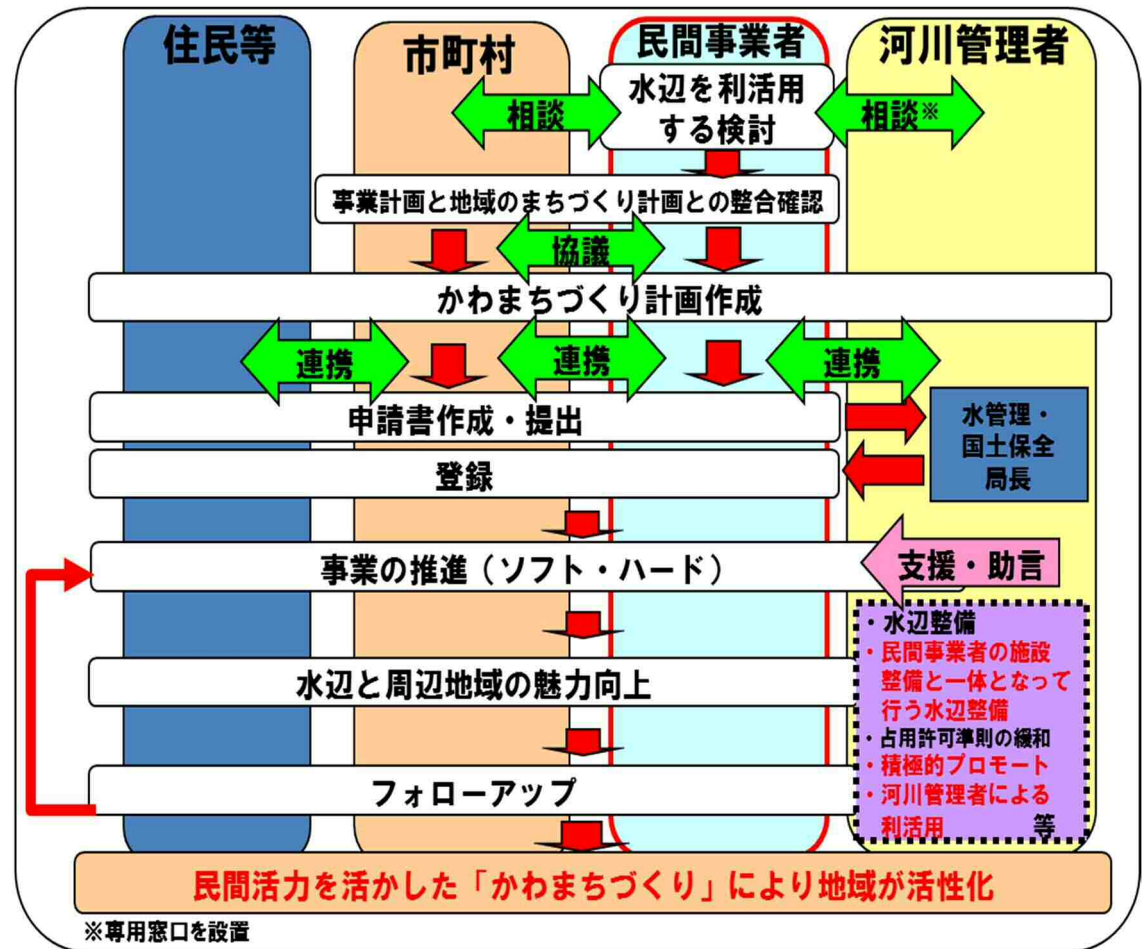 住民等
市町村
民間事業者
河川管理者
水辺を利活用
する検討
相談
相談※
事業計画と地域のまちづくり計画との整合確認
協議
かわまちづくり計画作成
連携
連携
連携
申請書作成・提出
水管理・
国土保全
局長
登録
事業の推進（ソフト・ハード）
支援・助言
・水辺整備
・民間事業者の施設
整備と一体となって
行う水辺整備
・占用許可準則の緩和
・積極的プロモート
・河川管理者による
利活用 等
水辺と周辺地域の魅力向上
フォローアップ
民間活力を活かした「かわまちづくり」により地域が活性化
※専用窓口を設置